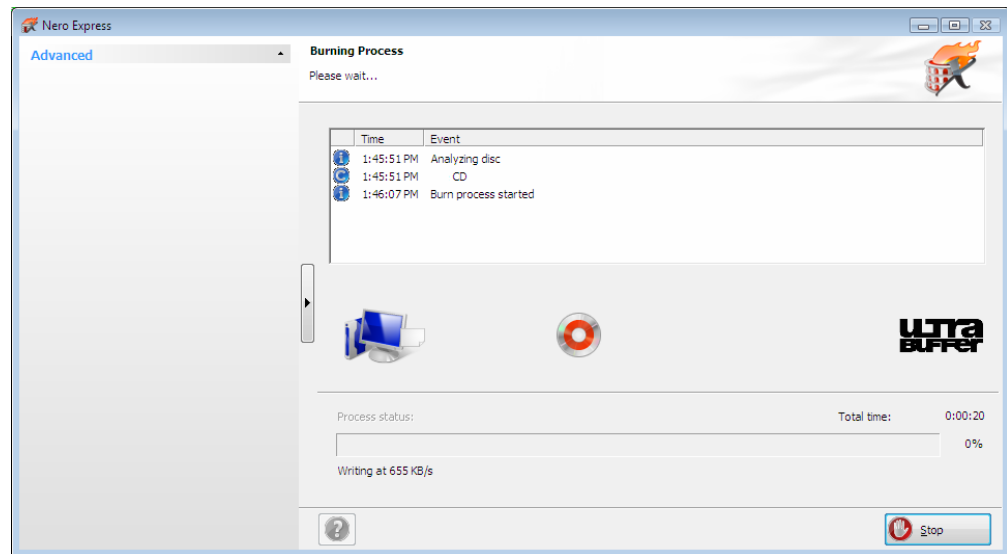 Nero Express
Advanced
Burning Process
Please wait...
Time Event
1:45:51 PM Analyzing disc
1:45:51 PM CD
1:46:07 PM Burn process started
ULTRA
BUFFER
Process status: Total time: 0:00:20
0%
Writing at 655 KB/s
Stop